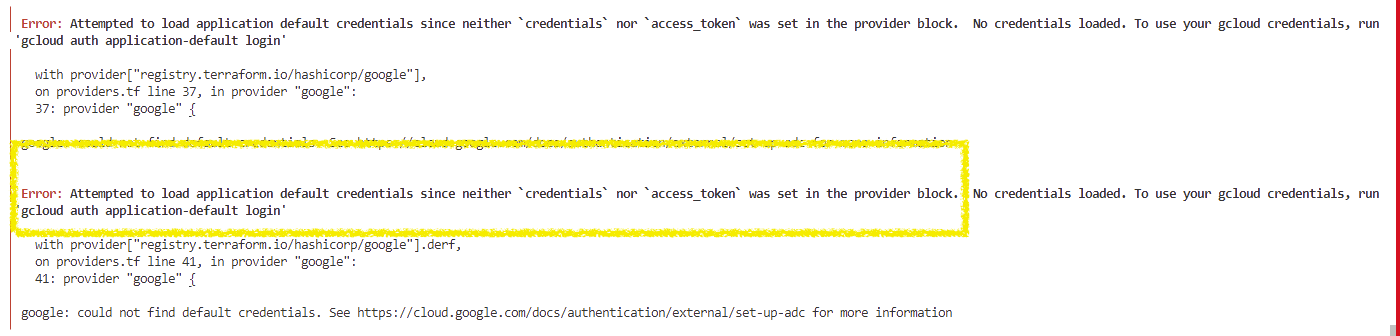 Error: Attempted to load application default credentials since neither `credentials` nor `access_token` was set in the provider block.  No credentials loaded. To use your gcloud credentials, run
'gcloud auth application-default login'
with provider["registry.terraform.io/hashicorp/google"],
on providers.tf line 37, in provider "google":
37: provider "google" {
google: could not find default credentials. See https://cloud.google.com/docs/authentication/external/set-up-adc for more information
Error: Attempted to load application default credentials since neither `credentials` nor `access_token` was set in the provider block.  No credentials loaded. To use your gcloud credentials, run
'gcloud auth application-default login'
with provider["registry.terraform.io/hashicorp/google"].derf,
on providers.tf line 41, in provider "google":
41: provider "google" {
google: could not find default credentials. See https://cloud.google.com/docs/authentication/external/set-up-adc for more information